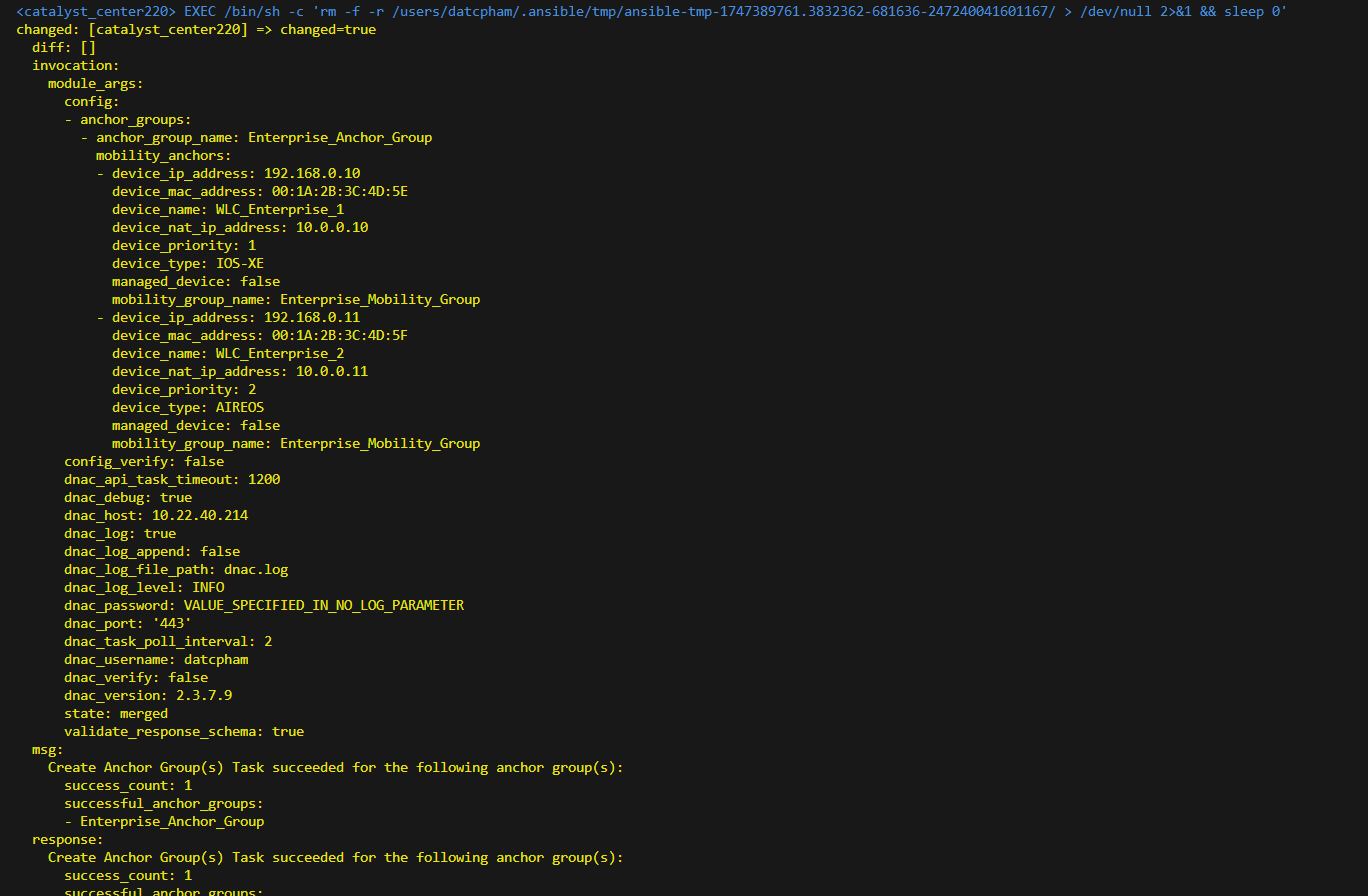 <catalyst_center220> EXEC /bin/sh -c 'rm -f -r /users/datcpham/.ansible/tmp/ansible-tmp-1747389761.3832362-681636-247240041601167/ > /dev/null 2>&1 && sleep 0'
changed: [catalyst_center220] => changed=true
  diff: []
  invocation:
    module_args:
      config:
      - anchor_groups:
        - anchor_group_name: Enterprise_Anchor_Group
          mobility_anchors:
          - device_ip_address: 192.168.0.10
            device_mac_address: 00:1A:2B:3C:4D:5E
            device_name: WLC_Enterprise_1
            device_nat_ip_address: 10.0.0.10
            device_priority: 1
            device_type: IOS-XE
            managed_device: false
            mobility_group_name: Enterprise_Mobility_Group
          - device_ip_address: 192.168.0.11
            device_mac_address: 00:1A:2B:3C:4D:5F
            device_name: WLC_Enterprise_2
            device_nat_ip_address: 10.0.0.11
            device_priority: 2
            device_type: AIREOS
            managed_device: false
            mobility_group_name: Enterprise_Mobility_Group
      config_verify: false
      dnac_api_task_timeout: 1200
      dnac_debug: true
      dnac_host: 10.22.40.214
      dnac_log: true
      dnac_log_append: false
      dnac_log_file_path: dnac.log
      dnac_log_level: INFO
      dnac_password: VALUE_SPECIFIED_IN_NO_LOG_PARAMETER
      dnac_port: '443'
      dnac_task_poll_interval: 2
      dnac_username: datcpham
      dnac_verify: false
      dnac_version: 2.3.7.9
      state: merged
      validate_response_schema: true
  msg:
    Create Anchor Group(s) Task succeeded for the following anchor group(s):
      success_count: 1
      successful_anchor_groups:
      - Enterprise_Anchor_Group
  response:
    Create Anchor Group(s) Task succeeded for the following anchor group(s):
      success_count: 1
      successful_anchor_groups: